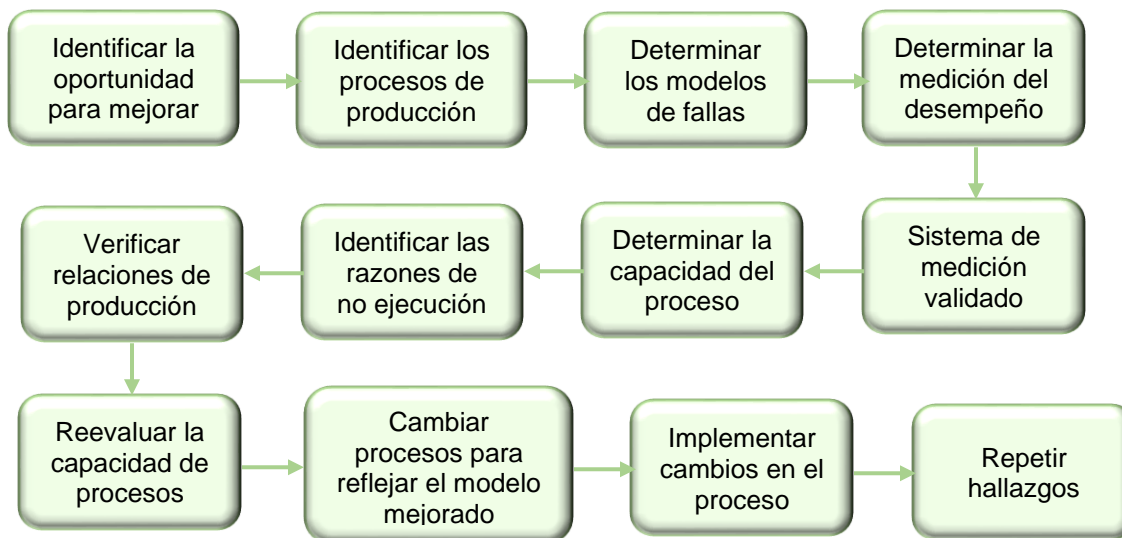 Identificar la
oportunidad
para mejorar
Identificar los
procesos de
producción
Determinar
los modelos
de fallas
Determinar la
medición del
desempeño
Sistema de
medición
validado
Determinar la
capacidad del
proceso
Identificar las
razones de
no ejecución
Verificar
relaciones de
producción
Reevaluar la
capacidad de
procesos
Cambiar
procesos para
reflejar el modelo
mejorado
Implementar
cambios en el
proceso
Repetir
hallazgos